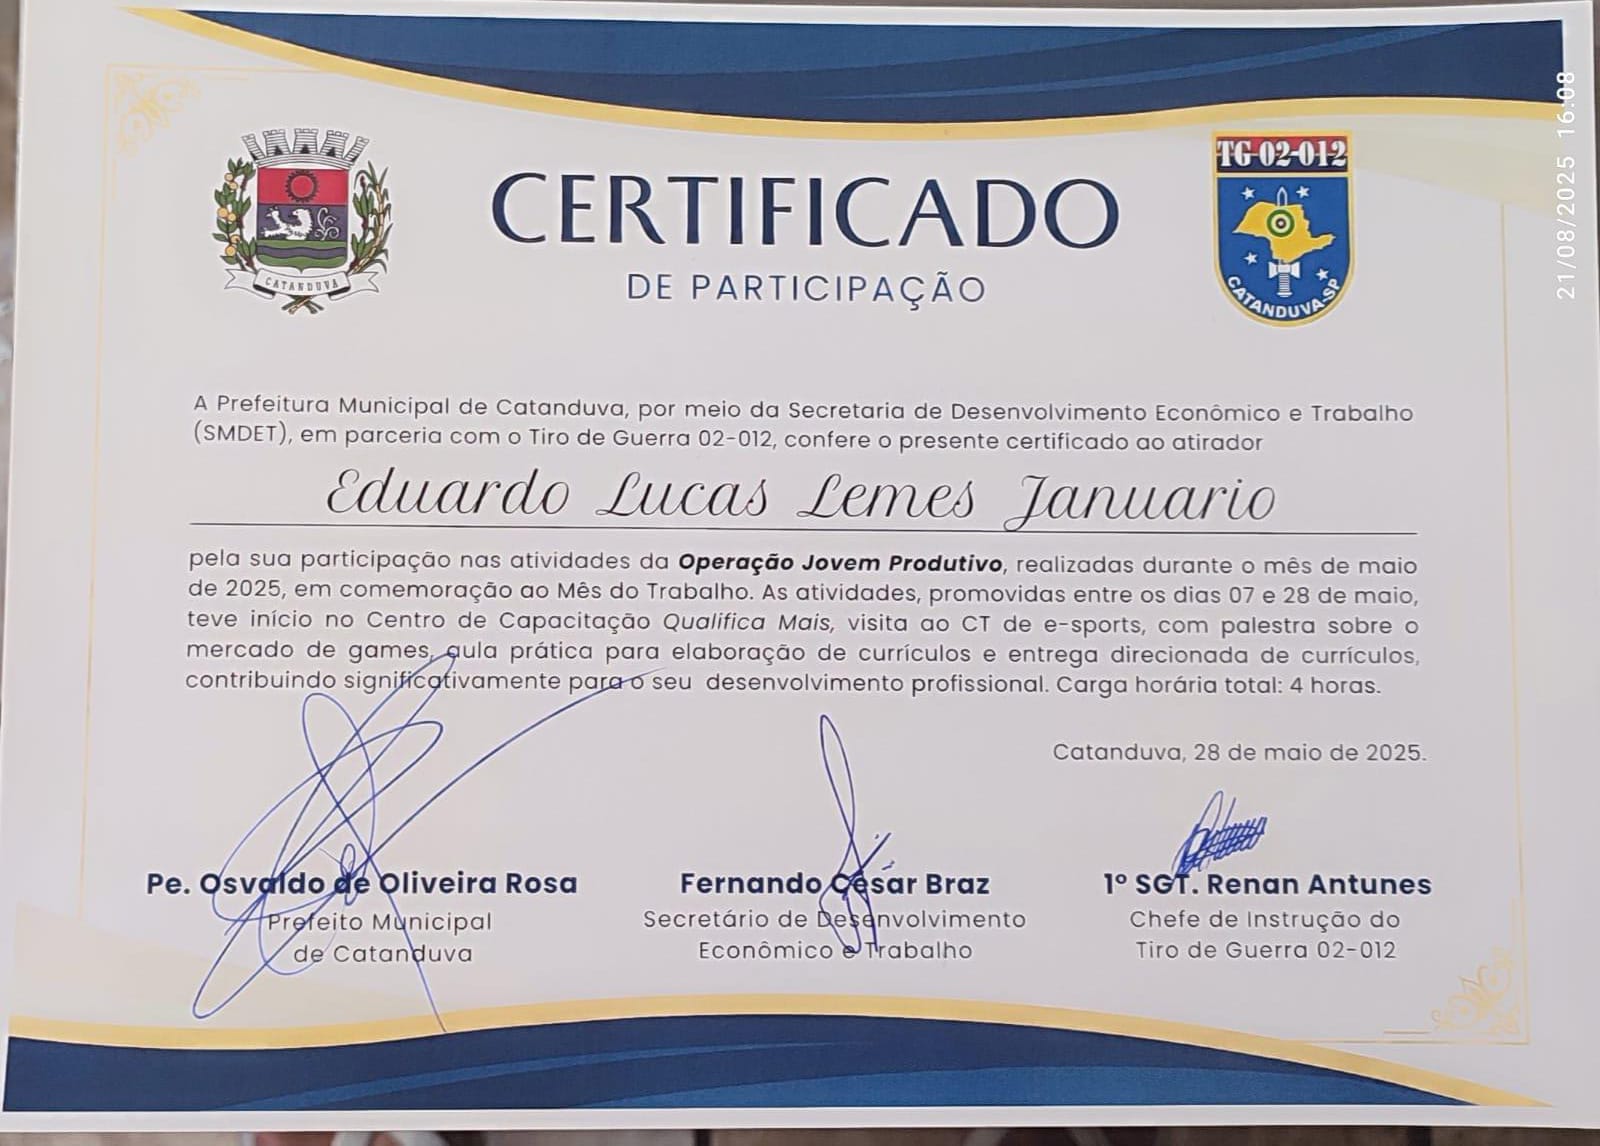 CERTIFICADO
DE PARTICIPAÇÃO
CATANDUVA
TG-02-012
CATANDUVA-SP
21/08/2025 16:08
A Prefeitura Municipal de Catanduva, por meio da Secretaria de Desenvolvimento Econômico e Trabalho
(SMDET), em parceria com o Tiro de Guerra 02-012, confere o presente certificado ao atirador
Eduardo Lucas Lemes Januario
pela sua participação nas atividades da Operação Jovem Produtivo, realizadas durante o mês de maio
de 2025, em comemoração ao Mês do Trabalho. As atividades, promovidas entre os dias 07 e 28 de maio,
teve início no Centro de Capacitação Qualifica Mais, visita ao CT de e-sports, com palestra sobre o
mercado de games, aula prática para elaboração de currículos e entrega direcionada de currículos,
contribuindo significativamente para o seu desenvolvimento profissional. Carga horária total: 4 horas.
Catanduva, 28 de maio de 2025.
Pe. Osvaldo de Oliveira Rosa
Prefeito Municipal
de Catanduva
Fernando César Braz
Secretário de Desenvolvimento
Econômico e Trabalho
1º SGT. Renan Antunes
Chefe de Instrução do
Tiro de Guerra 02-012